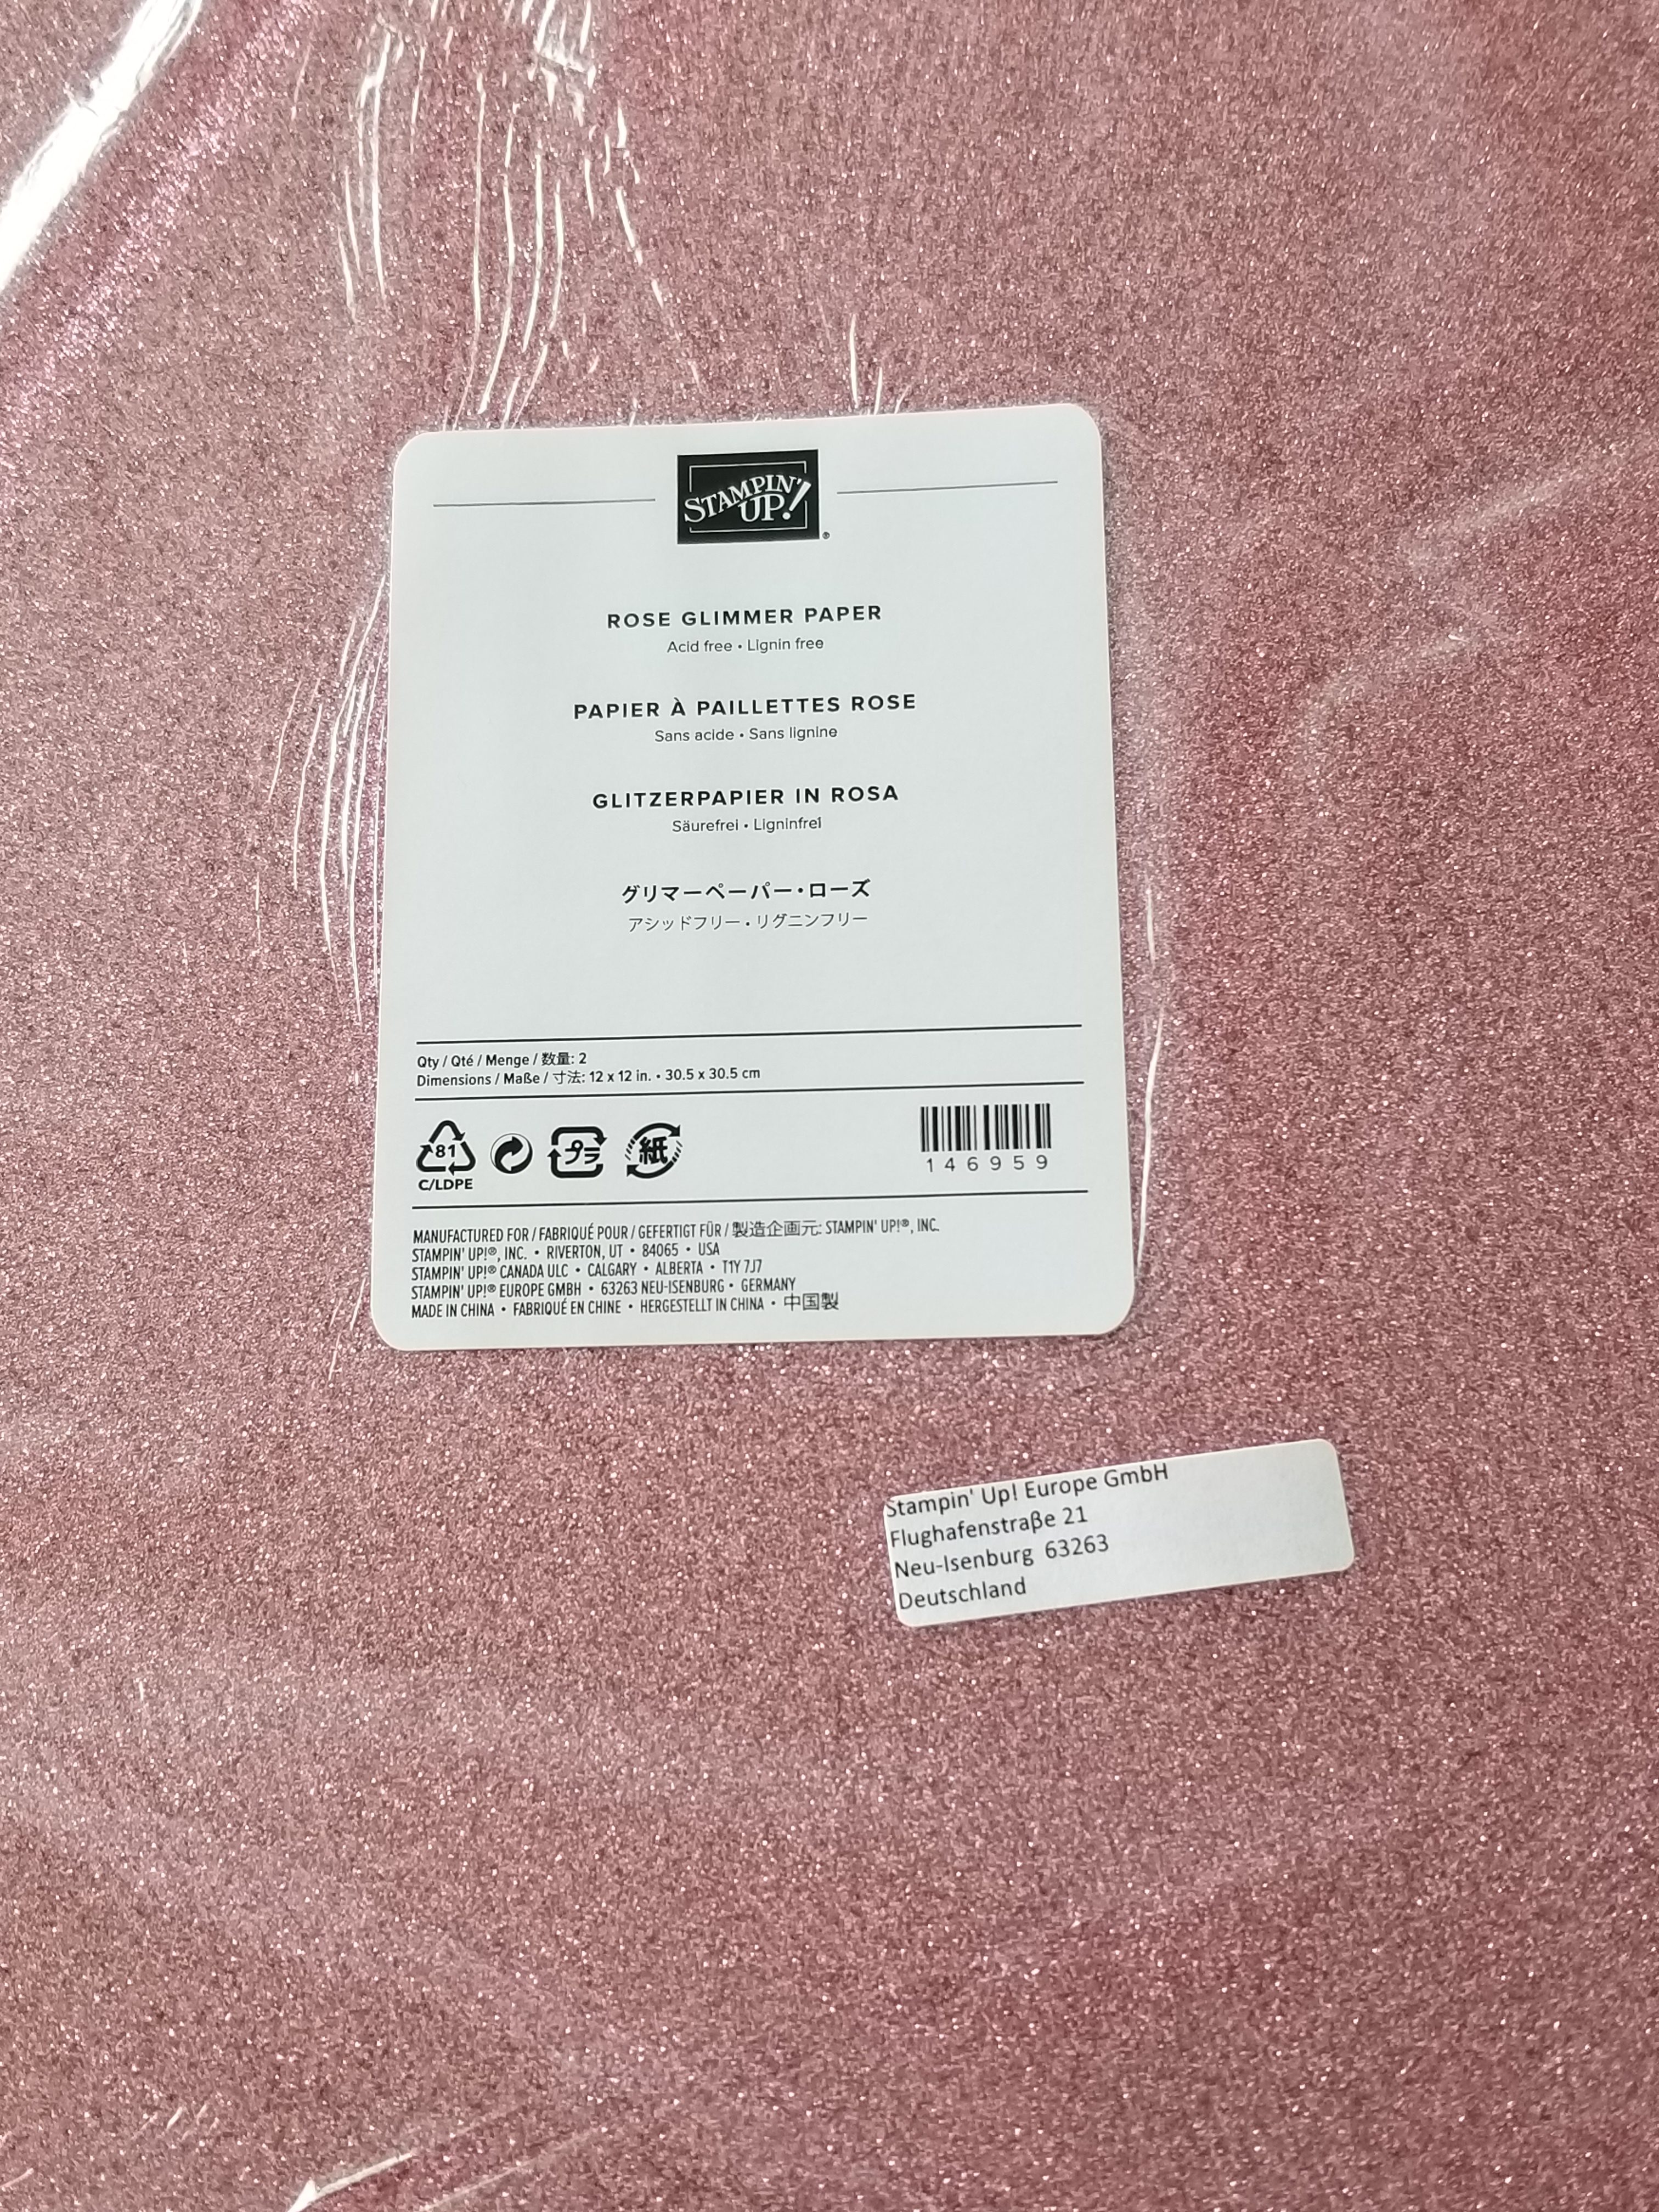 STAMPIN' UP!®
ROSE GLIMMER PAPER
Acid free • Lignin free
PAPIER À PAILLETTES ROSE
Sans acide • Sans lignine
GLITZERPAPIER IN ROSA
Säurefrei • Ligninfrei
グリマーペーパー・ローズ
アシッドフリー・リグニンフリー
Qty / Qté / Menge / 数量: 2
Dimensions / Maße / 寸法: 12 x 12 in. • 30.5 x 30.5 cm
81 プラ 紙
C/LDPE
146959
MANUFACTURED FOR / FABRIQUÉ POUR / GEFERTIGT FÜR / 製造企画元: STAMPIN' UP!®, INC.
STAMPIN' UP!®, INC. • RIVERTON, UT • 84065 • USA
STAMPIN' UP!® CANADA ULC • CALGARY • ALBERTA • T1Y 7J7
STAMPIN' UP!® EUROPE GMBH • 63263 NEU-ISENBURG • GERMANY
MADE IN CHINA • FABRIQUÉ EN CHINE • HERGESTELLT IN CHINA • 中国製
Stampin' Up! Europe GmbH
Flughafenstraβe 21
Neu-Isenburg 63263
Deutschland